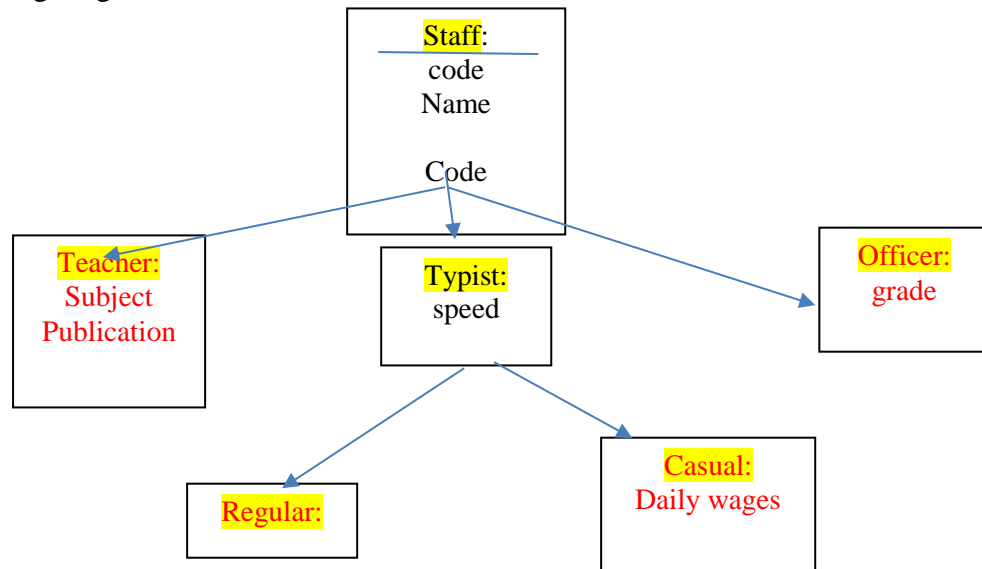 Staff:
code
Name
Code
Teacher:
Subject
Publication
Typist:
speed
Officer:
grade
Regular:
Casual:
Daily wages